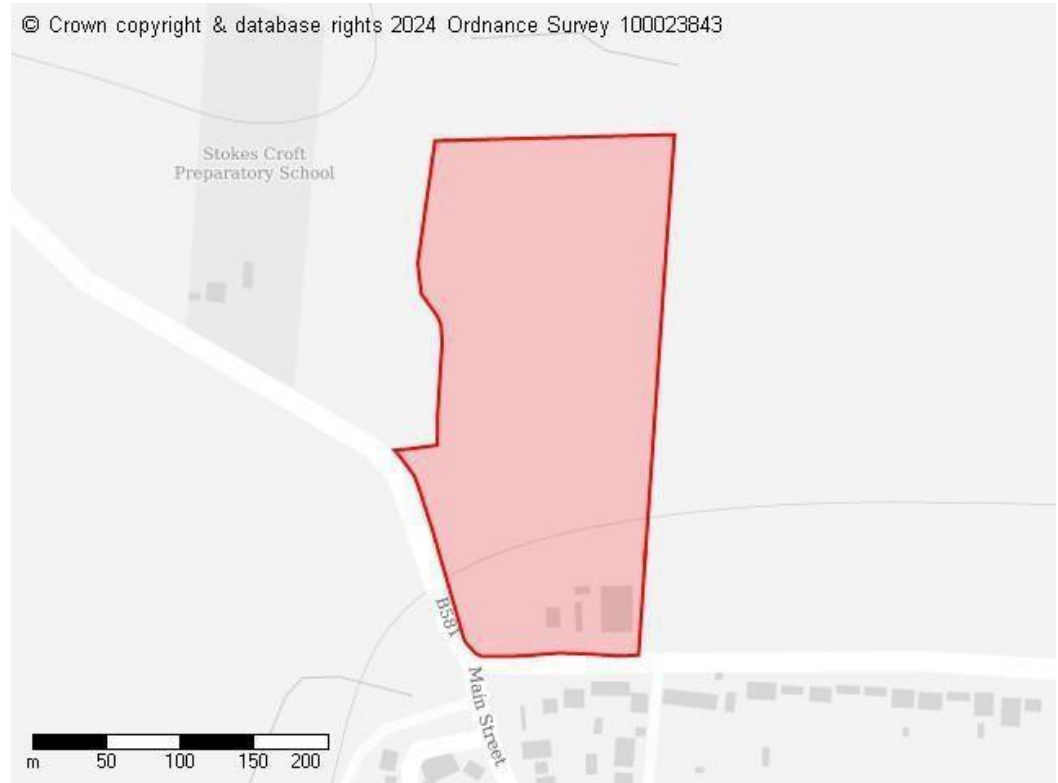 © Crown copyright & database rights 2024 Ordnance Survey 100023843
Stokes Croft
Preparatory School
B581
Main Street
m 50 100 150 200